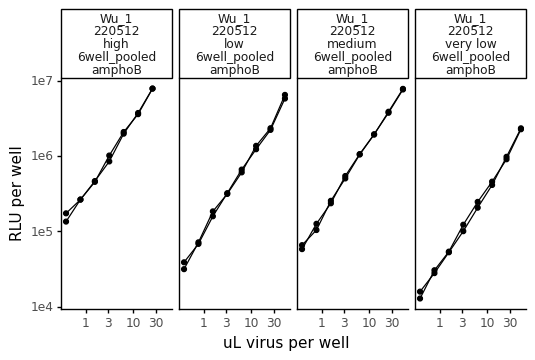 Wu_1 Wu_1 Wu_1 Wu_1
220512 220512 220512 220512
high low medium very low
6well_pooled 6well_pooled 6well_pooled 6well_pooled
amphoB amphoB amphoB amphoB
1e7
1e6
1e5
1e4
RLU per well
1 3 10 30 1 3 10 30 1 3 10 30 1 3 10 30
uL virus per well